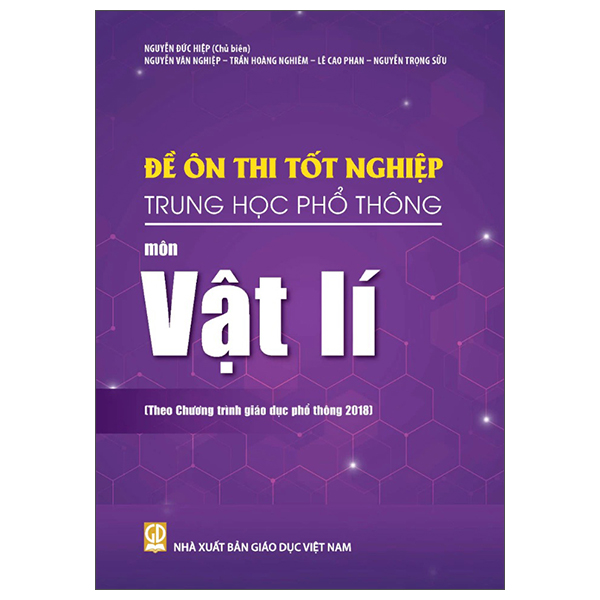 NGUYỄN ĐỨC HIỆP (Chủ biên)
NGUYỄN VĂN NGHIỆP – TRẦN HOÀNG NGHIÊM – LÊ CAO PHAN – NGUYỄN TRỌNG SỬU
ĐỀ ÔN THI TỐT NGHIỆP
TRUNG HỌC PHỔ THÔNG
môn
Vật lí
(Theo Chương trình giáo dục phổ thông 2018)
GD
NHÀ XUẤT BẢN GIÁO DỤC VIỆT NAM